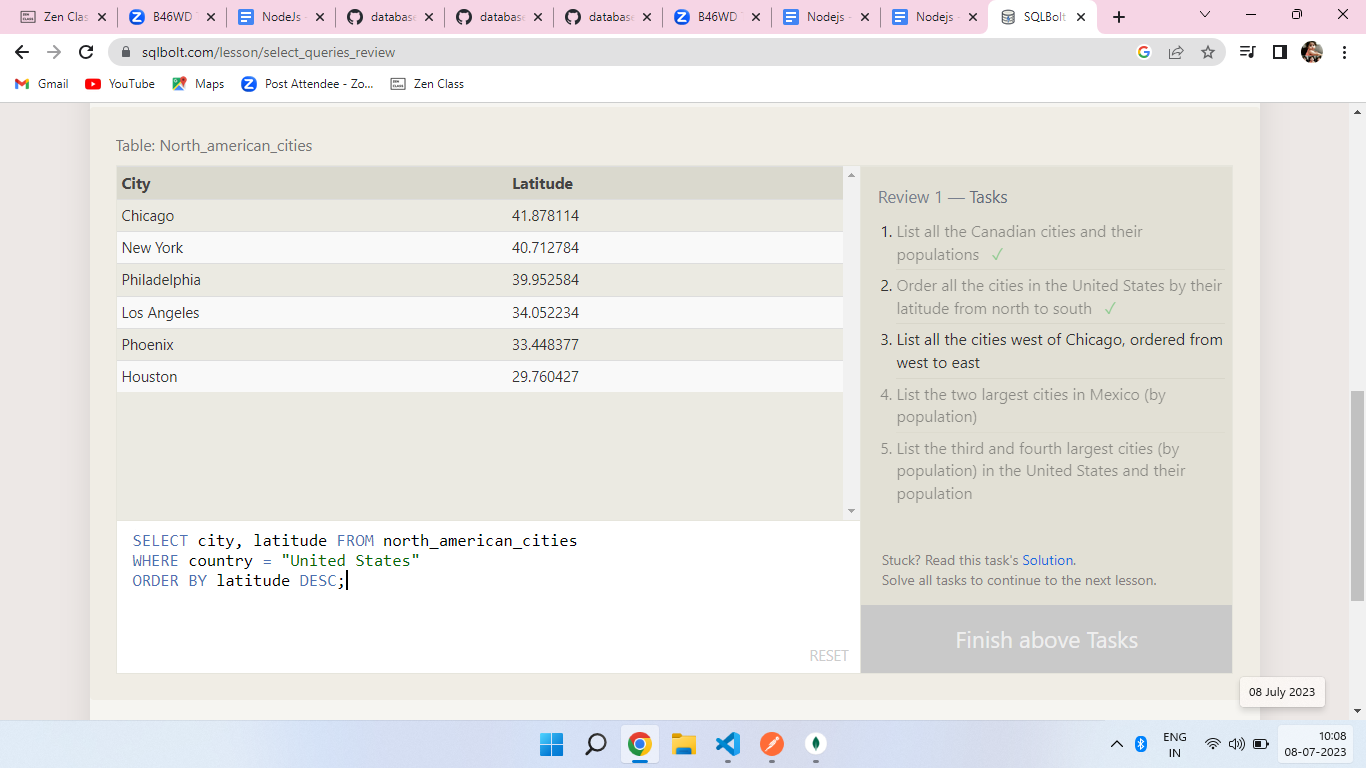 Zen Clas
B46WD
NodeJs -
database
database
database
B46WD
Nodejs -
Nodejs -
SQLBolt
sqlbolt.com/lesson/select_queries_review
Gmail
YouTube
Maps
Post Attendee - Zo...
Zen Class
Table: North_american_cities
City Latitude
Chicago 41.878114
New York 40.712784
Philadelphia 39.952584
Los Angeles 34.052234
Phoenix 33.448377
Houston 29.760427
SELECT city, latitude FROM north_american_cities
WHERE country = "United States"
ORDER BY latitude DESC;
RESET
Review 1 — Tasks
1. List all the Canadian cities and their
populations ✓
2. Order all the cities in the United States by their
latitude from north to south ✓
3. List all the cities west of Chicago, ordered from
west to east
4. List the two largest cities in Mexico (by
population)
5. List the third and fourth largest cities (by
population) in the United States and their
population
Stuck? Read this task's Solution.
Solve all tasks to continue to the next lesson.
Finish above Tasks
08 July 2023
ENG
IN
10:08
08-07-2023